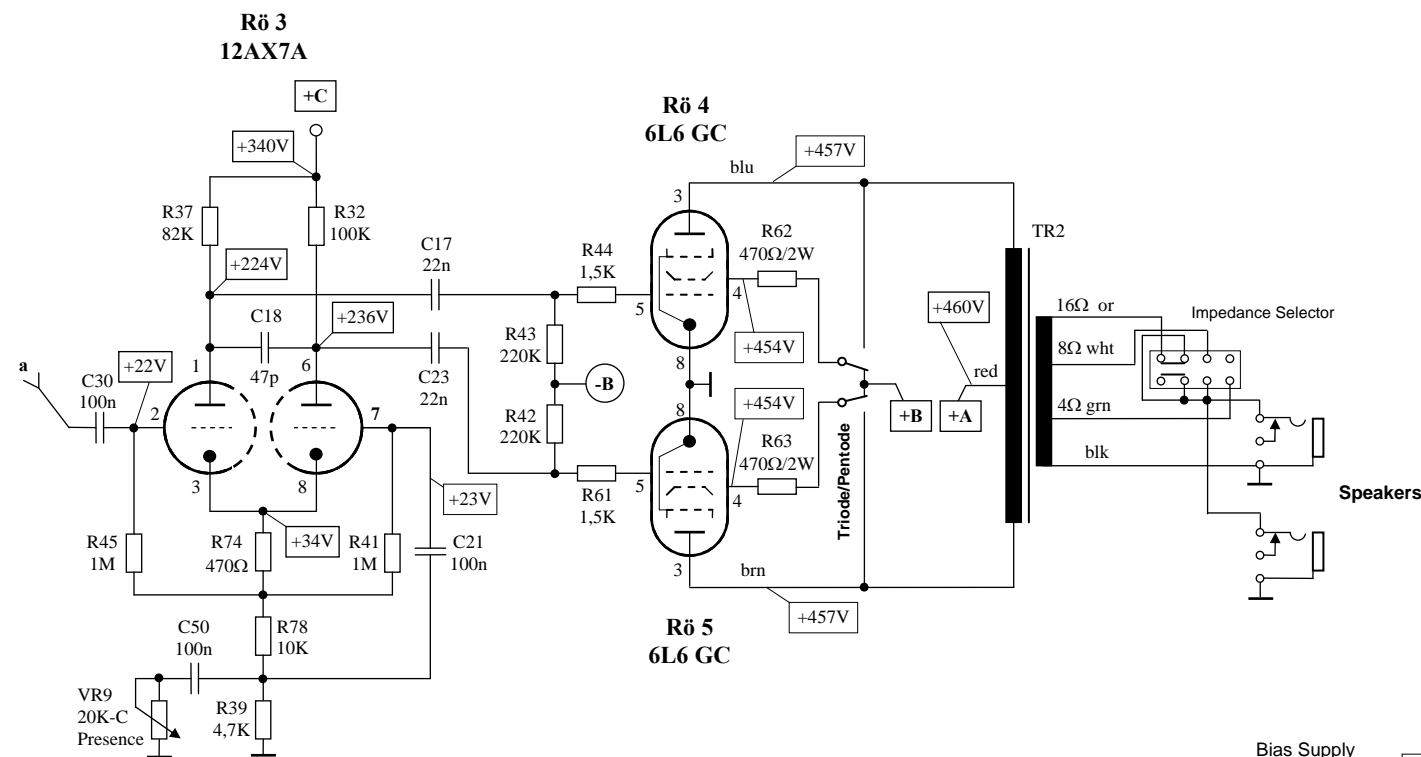 Rö 3
12AX7A
+C
+340V
R37
82K
R32
100K
+224V
C17
22n
R44
1,5K
C18
47p
+236V
C23
22n
R43
220K
-B
R42
220K
R61
1,5K
a
C30
100n
+22V
1
6
2
7
3
8
+23V
R45
1M
R74
470Ω
+34V
R41
1M
C21
100n
C50
100n
R78
10K
VR9
20K-C
Presence
R39
4,7K
Rö 4
6L6 GC
blu
+457V
3
R62
470Ω/2W
5
4
+454V
8
8
+454V
R63
470Ω/2W
5
4
3
brn
+457V
Rö 5
6L6 GC
Triode/Pentode
+B
+A
+460V
red
TR2
16Ω or
Impedance Selector
8Ω wht
4Ω grn
blk
Speakers
Bias Supply